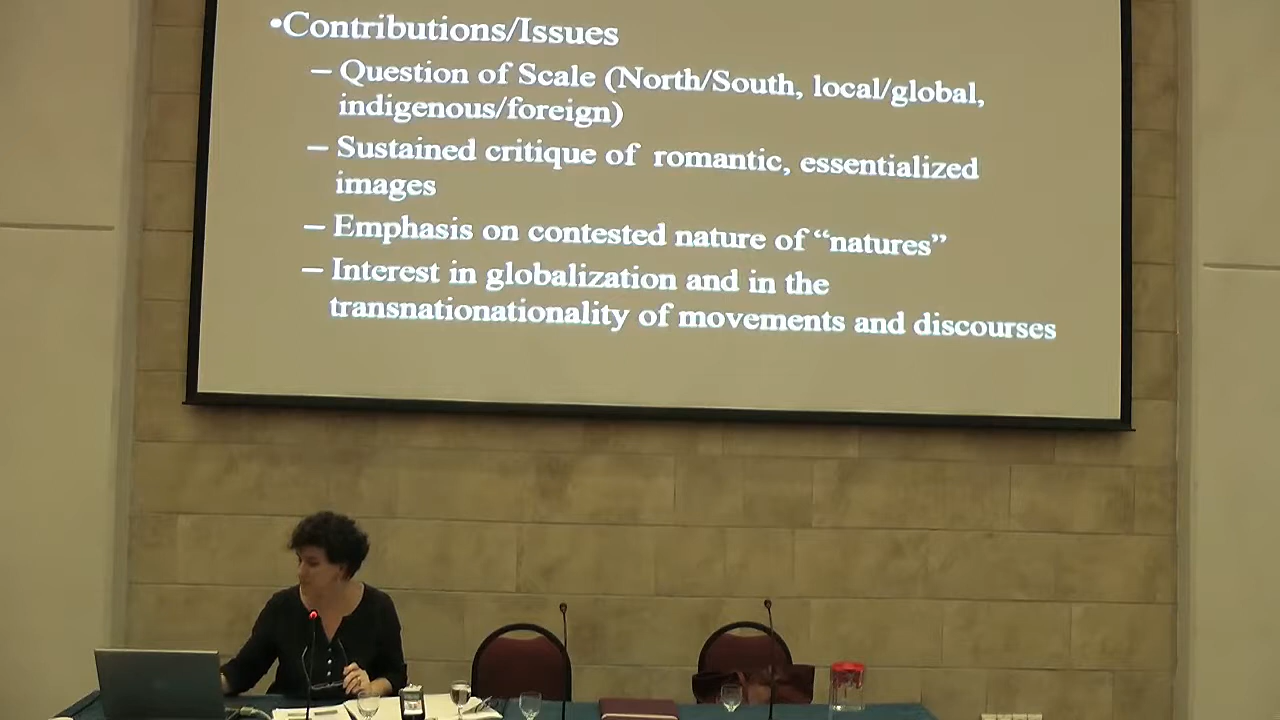 •Contributions/Issues
– Question of Scale (North/South, local/global,
indigenous/foreign)
– Sustained critique of romantic, essentialized
images
– Emphasis on contested nature of “natures”
– Interest in globalization and in the
transnationationality of movements and discourses